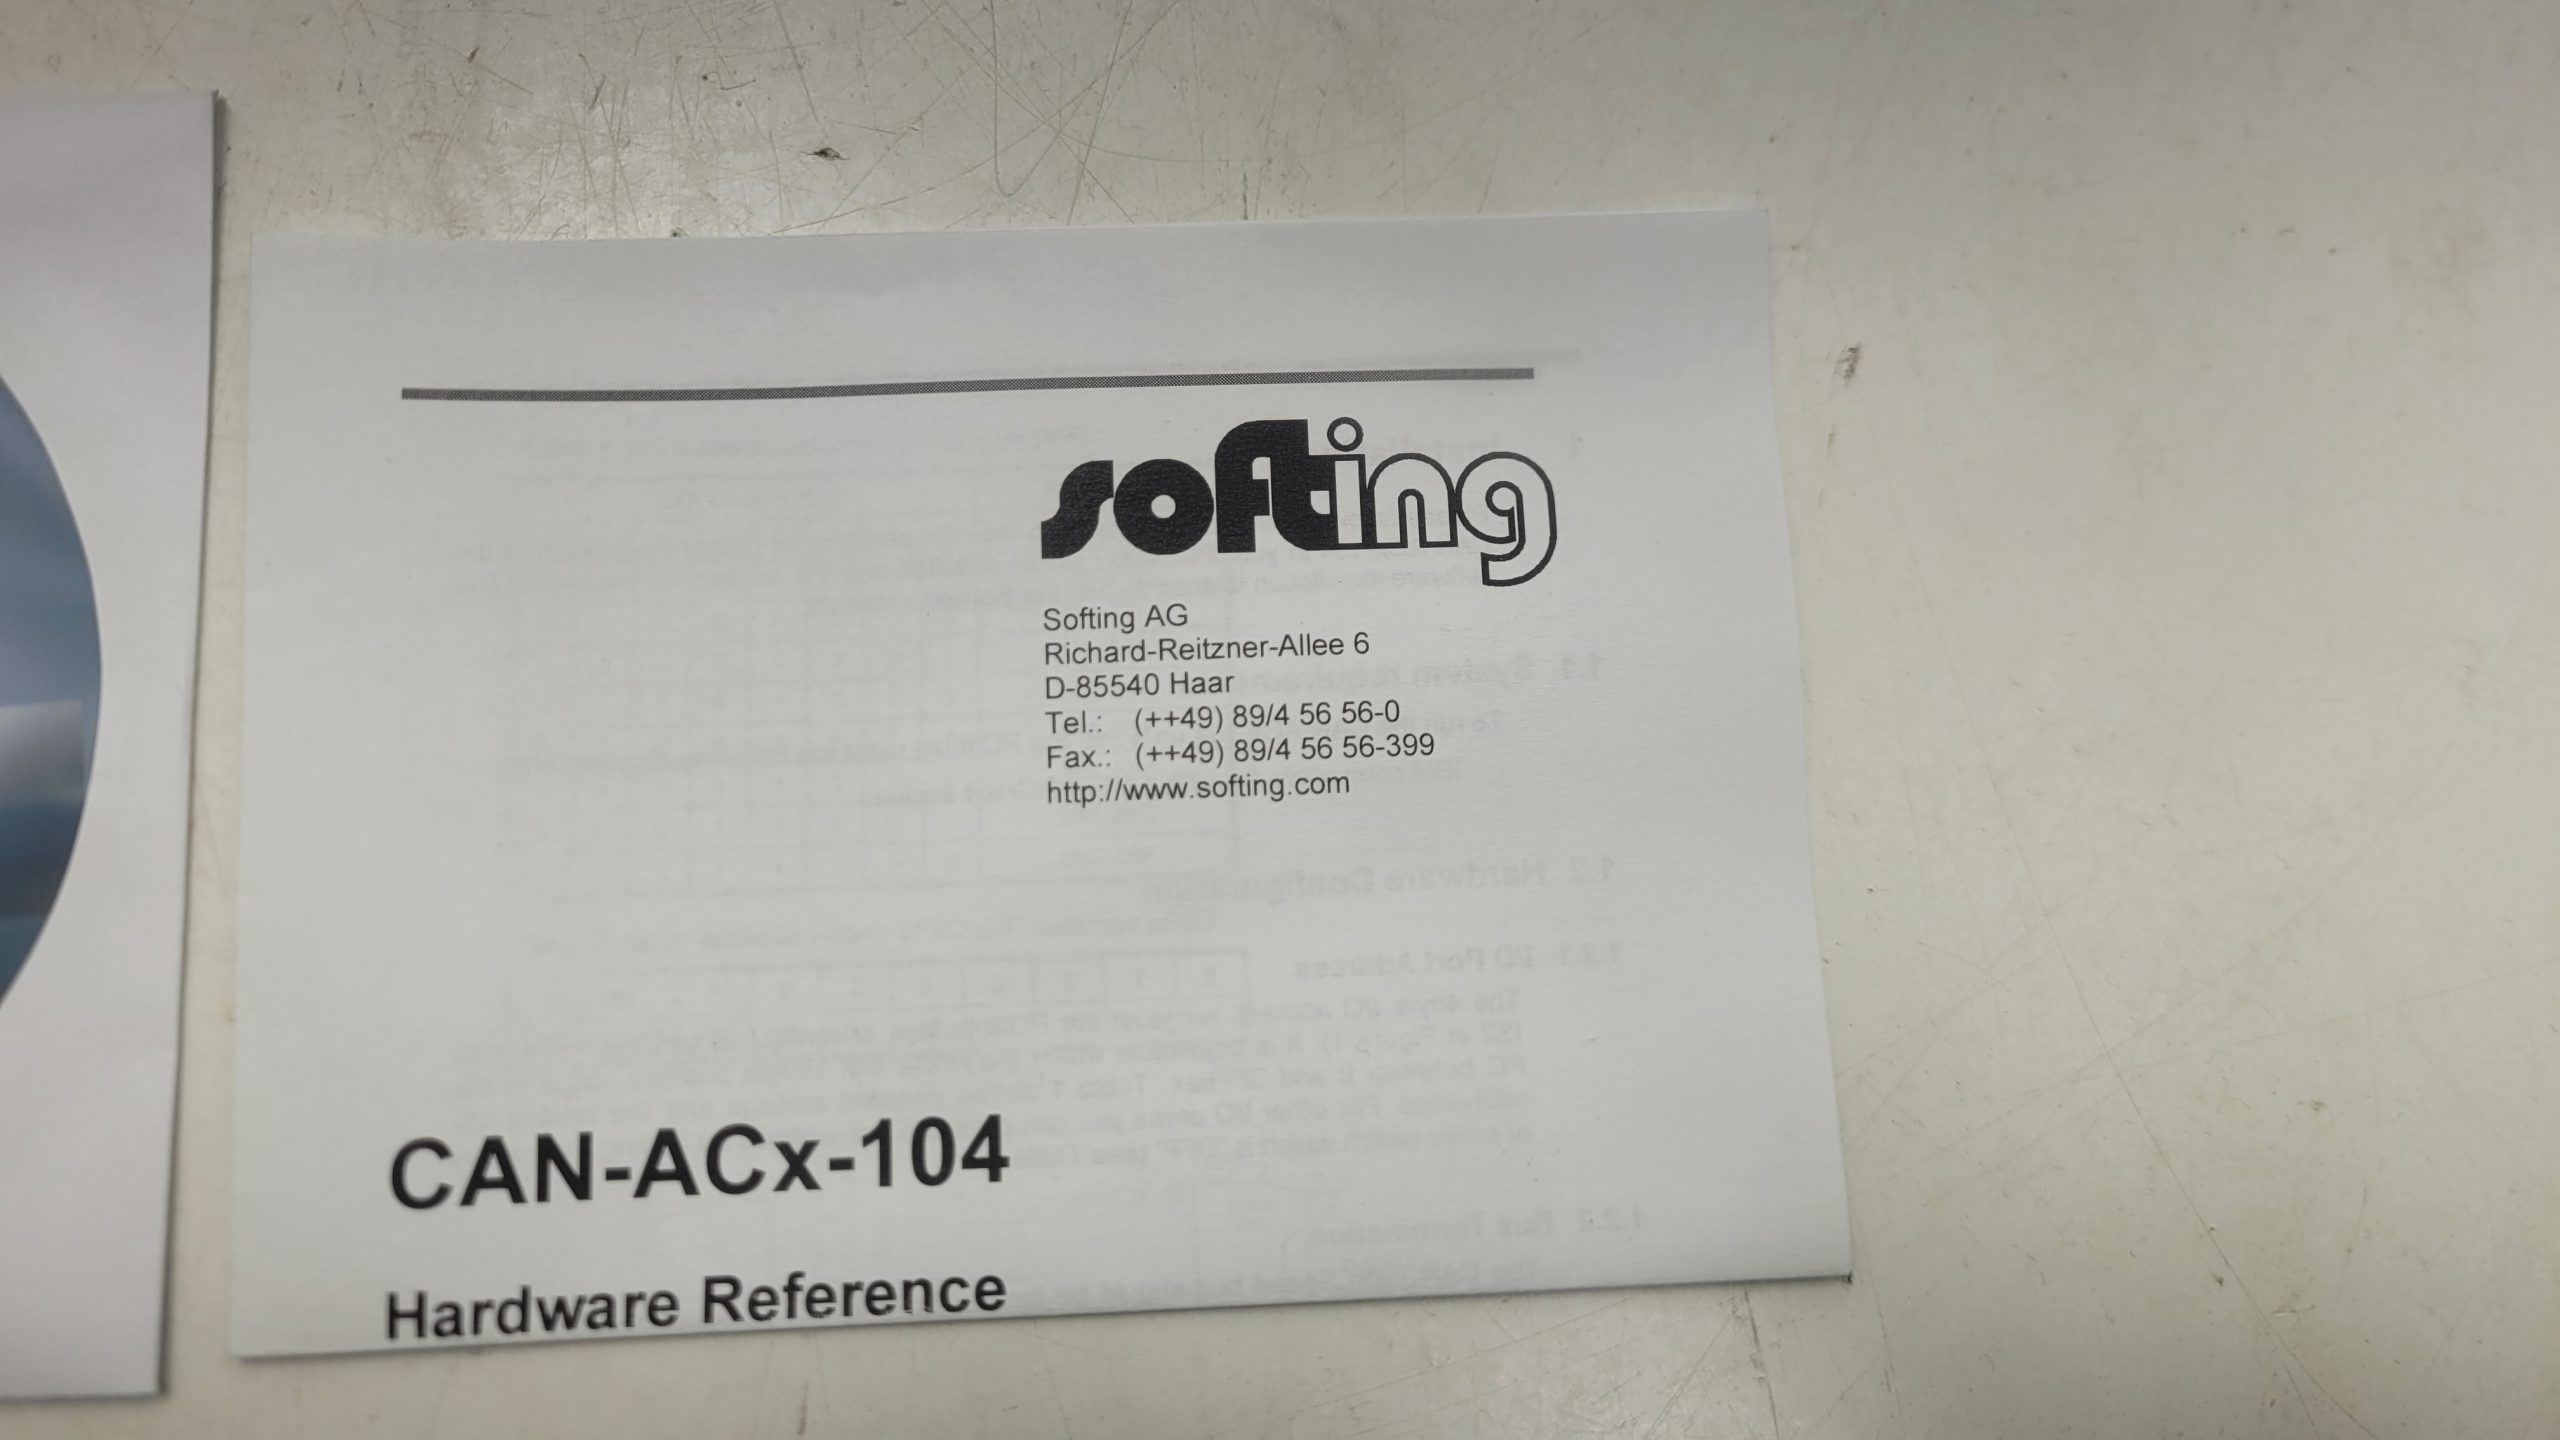 softing
Softing AG
Richard-Reitzner-Allee 6
D-85540 Haar
Tel.: (++49) 89/4 56 56-0
Fax.: (++49) 89/4 56 56-399
http://www.softing.com
CAN-ACx-104
Hardware Reference